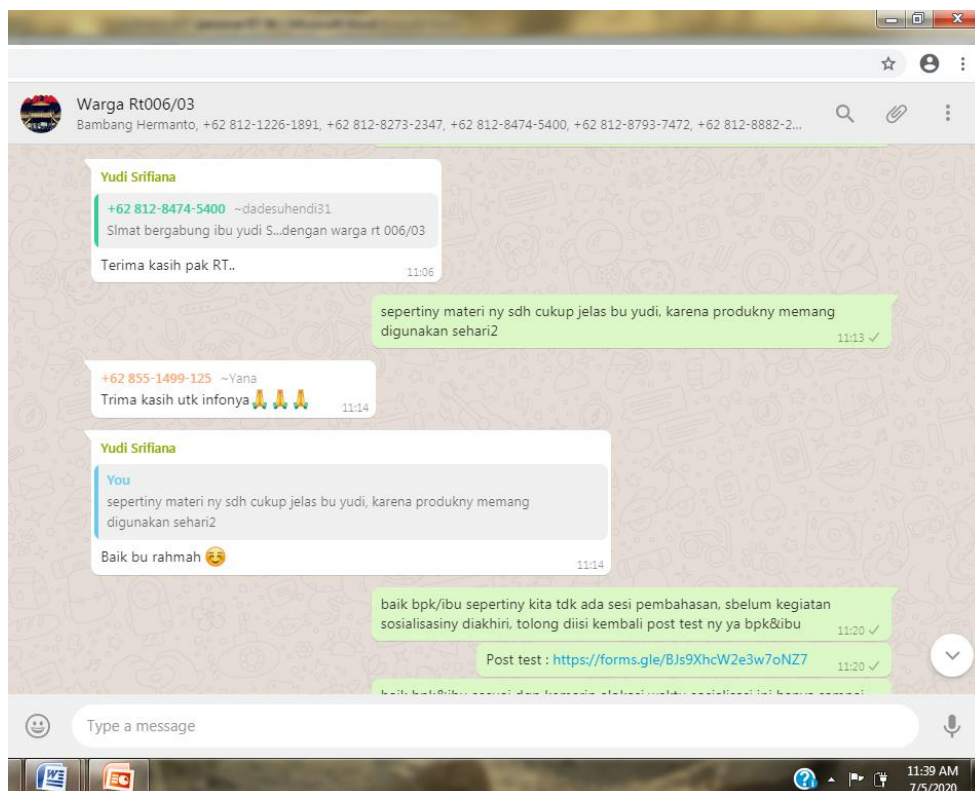 Warga Rt006/03
Bambang Hermanto, +62 812-1226-1891, +62 812-8273-2347, +62 812-8474-5400, +62 812-8793-7472, +62 812-8882-2...
Yudi Srifiana
+62 812-8474-5400 ~dadesuhendi31
Slmat bergabung ibu yudi S...dengan warga rt 006/03
Terima kasih pak RT..
11:06
sepertiny materi ny sdh cukup jelas bu yudi, karena produkny memang
digunakan sehari2
11:13
+62 855-1499-125 ~Yana
Trima kasih utk infonya🙏🙏🙏
11:14
Yudi Srifiana
You
sepertiny materi ny sdh cukup jelas bu yudi, karena produkny memang
digunakan sehari2
Baik bu rahmah ☺️
11:14
baik bpk/ibu sepertiny kita tdk ada sesi pembahasan, sbelum kegiatan
sosialisasiny diakhiri, tolong diisi kembali post test ny ya bpk&ibu
11:20
Post test : https://forms.gle/BJs9XhcW2e3w7oNZ7
11:20
Type a message
11:39 AM
7/5/2020